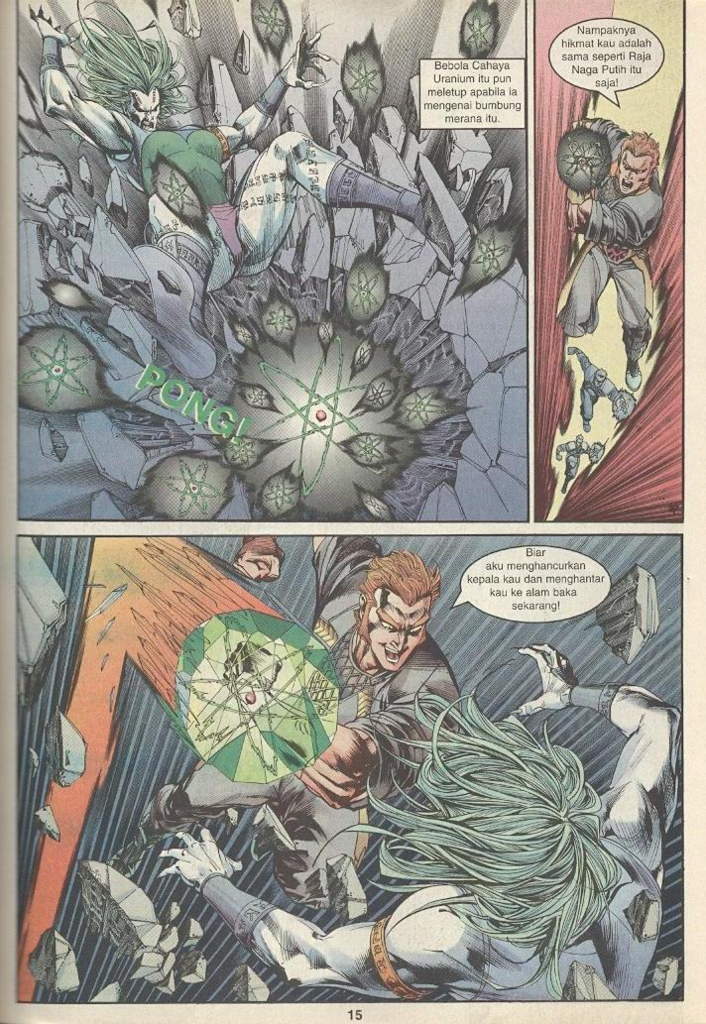 Bebola Cahaya
Uranium itu pun
meletup apabila ia
mengenai bumbung
merana itu.
Nampaknya
hikmat kau adalah
sama seperti Raja
Naga Putih itu
saja!
PONG!
Biar
aku menghancurkan
kepala kau dan menghantar
kau ke alam baka
sekarang!
15